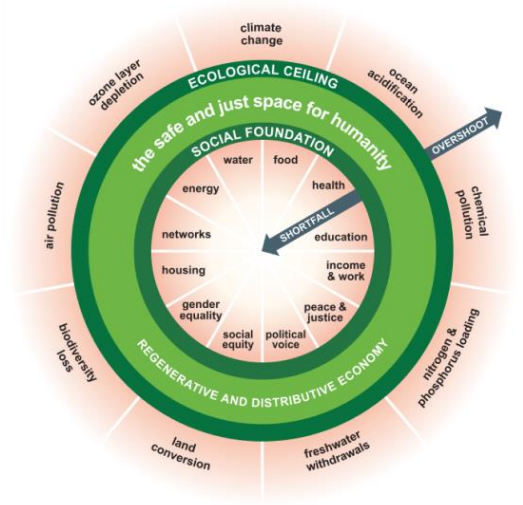 climate
change
ocean
acidification
chemical
pollution
nitrogen &
phosphorus loading
freshwater
withdrawals
land
conversion
biodiversity
loss
air pollution
ozone layer
depletion
ECOLOGICAL CEILING
the safe and just space for humanity
SOCIAL FOUNDATION
OVERSHOOT
SHORTFALL
water
food
health
education
income
& work
peace &
justice
political
voice
social
equity
gender
equality
housing
networks
energy
REGENERATIVE AND DISTRIBUTIVE ECONOMY